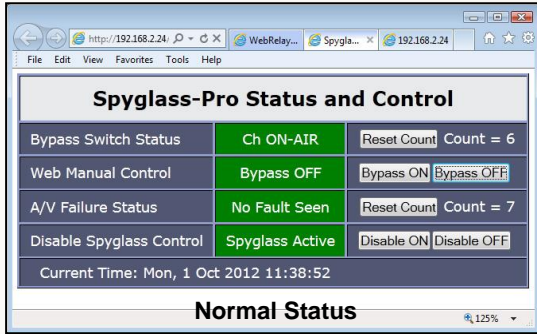 http://192.168.2.24/
WebRelay...
Spygla...
192.168.2.24
File Edit View Favorites Tools Help
Spyglass-Pro Status and Control
Bypass Switch Status Ch ON-AIR Reset Count Count = 6
Web Manual Control Bypass OFF Bypass ON Bypass OFF
A/V Failure Status No Fault Seen Reset Count Count = 7
Disable Spyglass Control Spyglass Active Disable ON Disable OFF
Current Time: Mon, 1 Oct 2012 11:38:52
Normal Status
125%